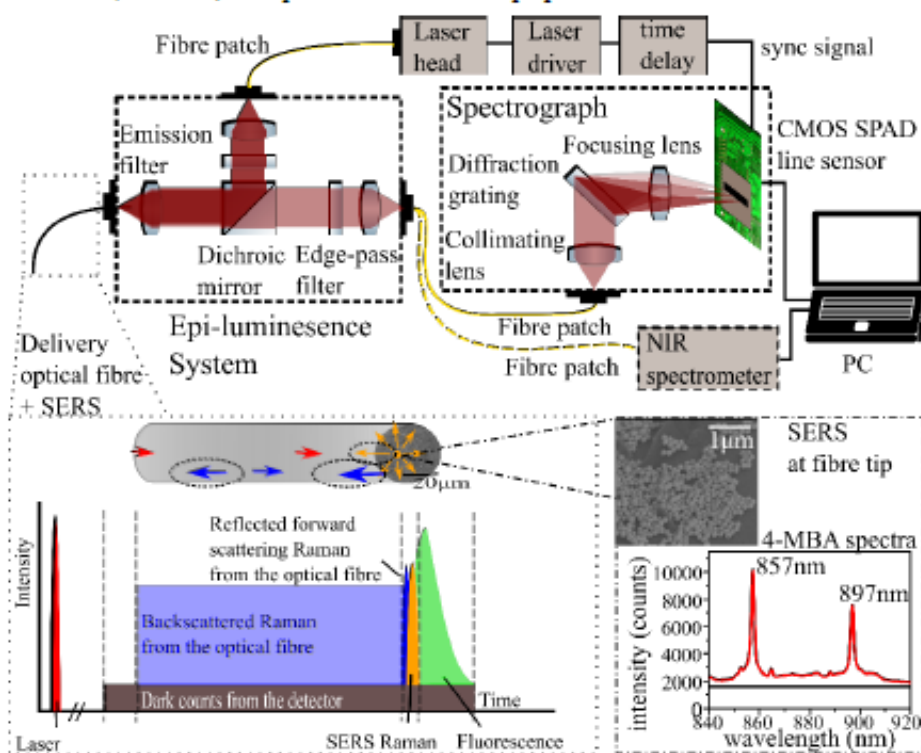 Fibre patch
Laser
head
Laser
driver
time
delay
sync signal
Emission
filter
Spectrograph
Focusing lens
CMOS SPAD
line sensor
Diffraction
grating
Collimating
lens
Dichroic
mirror
Edge-pass
filter
Epi-luminesence
System
Fibre patch
Fibre patch
NIR
spectrometer
PC
Delivery
optical fibre
+ SERS
20μm
1μm
SERS
at fibre tip
Intensity
Reflected forward
scattering Raman
from the optical fibre
Backscattered Raman
from the optical fibre
Dark counts from the detector
Time
Laser
SERS Raman
Fluorescence
4-MBA spectra
857nm
897nm
intensity (counts)
10000
8000
6000
4000
2000
0
840 860 880 900 920
wavelength (nm)